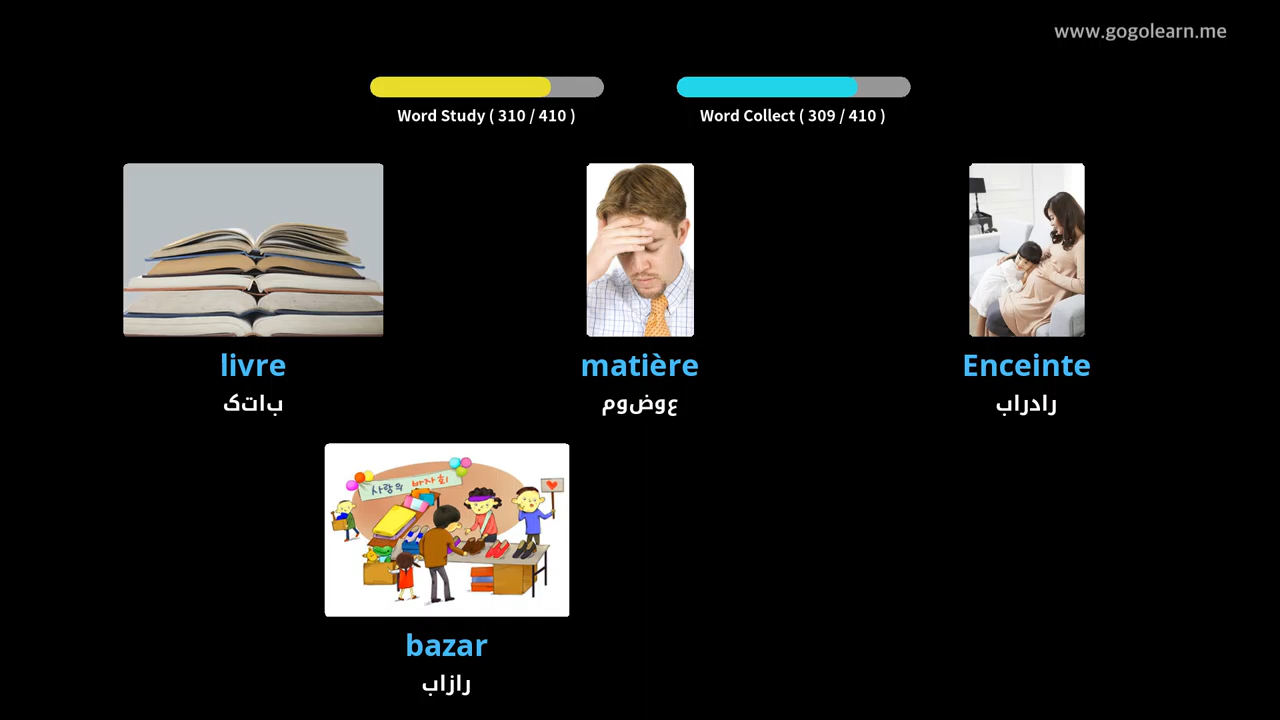 www.gogolearn.me
Word Study ( 310 / 410 )
Word Collect ( 309 / 410 )
livre
باتک
matière
عوضوم
Enceinte
رادراب
사랑의 바자회
bazar
رازاب